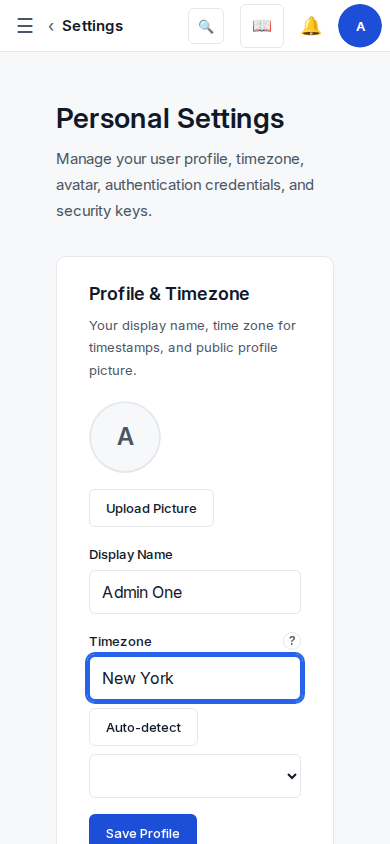 Settings
A
Personal Settings
Manage your user profile, timezone,
avatar, authentication credentials, and
security keys.
Profile & Timezone
Your display name, time zone for
timestamps, and public profile
picture.
A
Upload Picture
Display Name
Admin One
Timezone
?
New York
Auto-detect
Save Profile